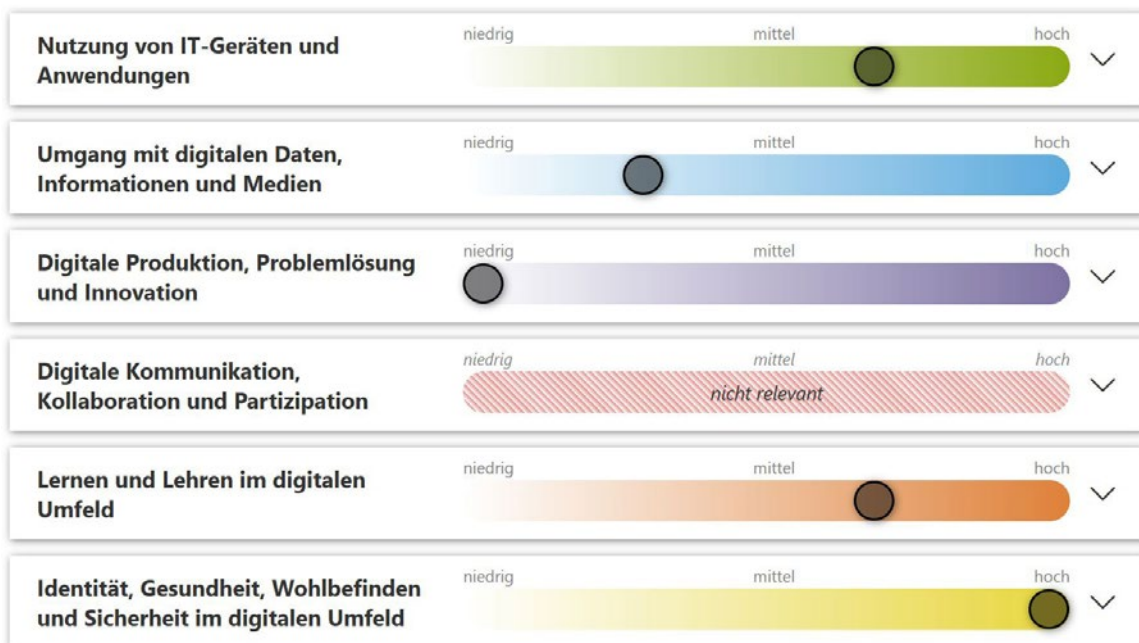 Nutzung von IT-Geräten und
Anwendungen
niedrig mittel hoch
Umgang mit digitalen Daten,
Informationen und Medien
niedrig mittel hoch
Digitale Produktion, Problemlösung
und Innovation
niedrig mittel hoch
Digitale Kommunikation,
Kollaboration und Partizipation
niedrig mittel hoch
nicht relevant
Lernen und Lehren im digitalen
Umfeld
niedrig mittel hoch
Identität, Gesundheit, Wohlbefinden
und Sicherheit im digitalen Umfeld
niedrig mittel hoch